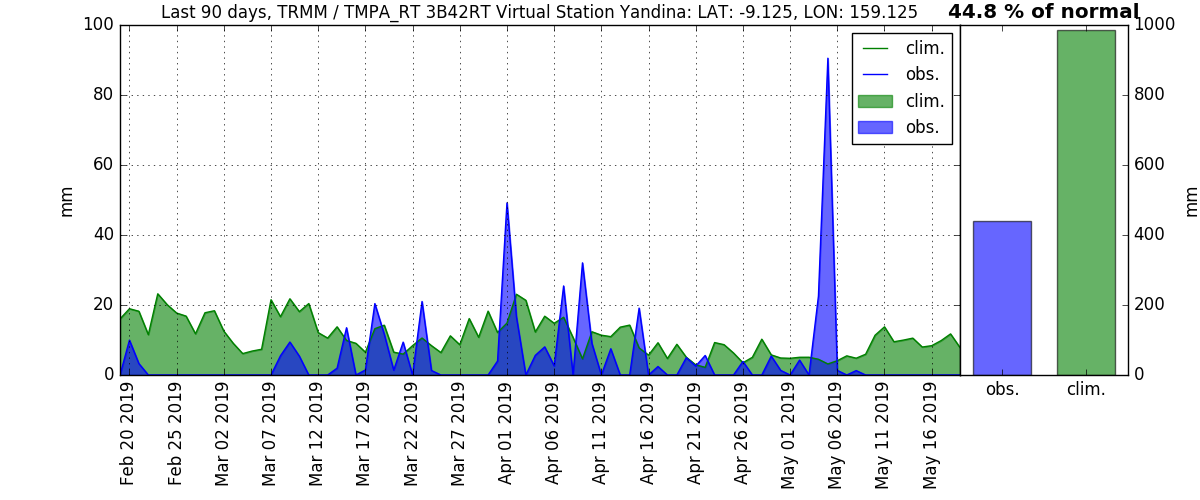 Last 90 days, TRMM / TMPA_RT 3B42RT Virtual Station Yandina: LAT: -9.125, LON: 159.125
44.8 % of normal
100
80
60
40
20
0
mm
clim.
obs.
clim.
obs.
1000
800
600
400
200
0
mm
Feb 20 2019
Feb 25 2019
Mar 02 2019
Mar 07 2019
Mar 12 2019
Mar 17 2019
Mar 22 2019
Mar 27 2019
Apr 01 2019
Apr 06 2019
Apr 11 2019
Apr 16 2019
Apr 21 2019
Apr 26 2019
May 01 2019
May 06 2019
May 11 2019
May 16 2019
obs.
clim.